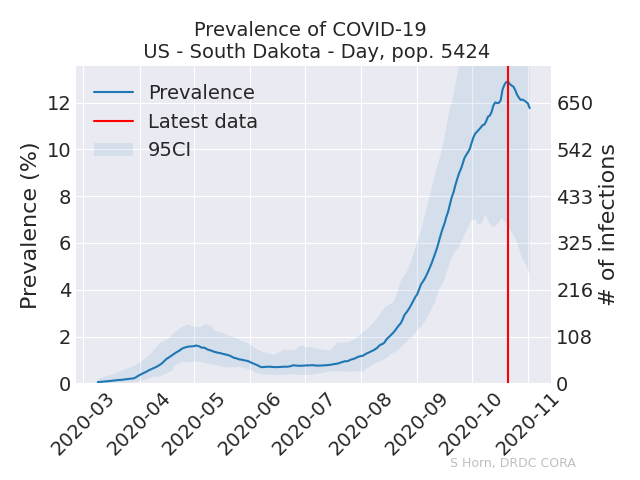 Prevalence of COVID-19
US - South Dakota - Day, pop. 5424
Prevalence
Latest data
95CI
Prevalence (%)
12
10
8
6
4
2
0
650
542
433
325
216
108
0
# of infections
2020-03
2020-04
2020-05
2020-06
2020-07
2020-08
2020-09
2020-10
2020-11
S Horn, DRDC CORA